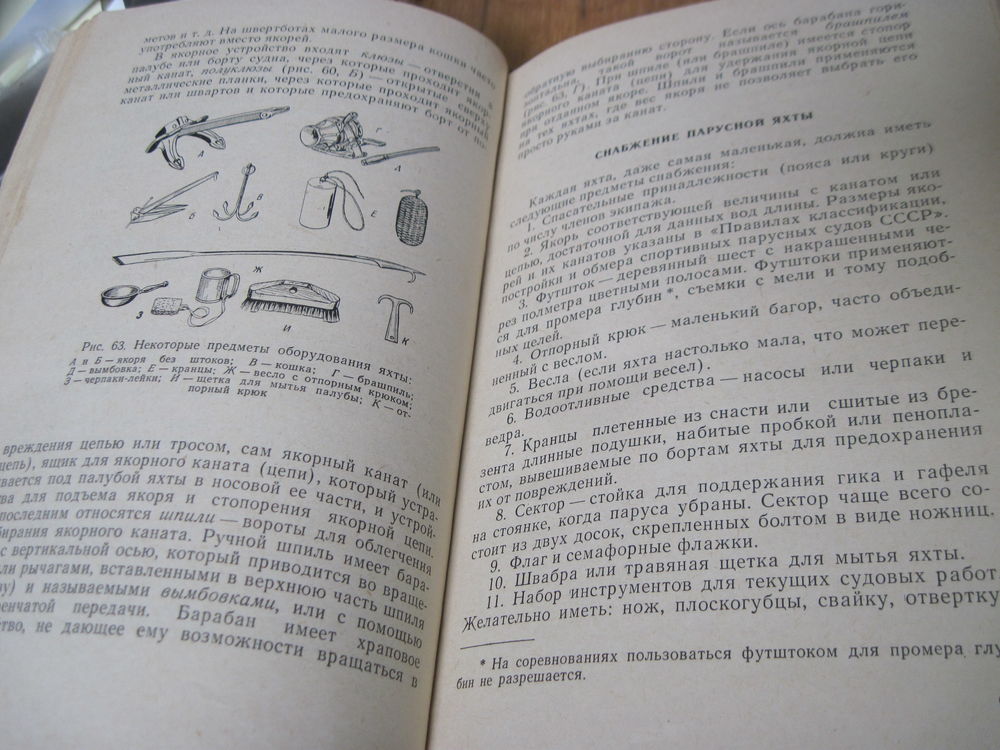 метов и т. д. На швертботах малого размера кошки часто
употребляют вместо якорей.
В якорное устройство входят клюзы — отверстия в
палубе или борту судна, через которые проходит якор-
ный канат, полуклюзы (рис. 60, Б) — открытые сверху
металлические планки, через которые проходит якорный
канат или швартов и которые предохраняют борт от по-
А
Г
Д
Б
В
Е
Ж
З
И
К
Рис. 63. Некоторые предметы оборудования яхты:
А и Б — якоря без штоков; В — кошка; Г — брашпиль;
Д — вымбовка; Е — кранцы; Ж — весло с отпорным крюком;
З — черпаки-лейки; И — щетка для мытья палубы; К — от-
порный крюк
вреждения цепью или тросом, сам якорный канат (или
цепь), ящик для якорного каната (цепи), который устра-
ивается под палубой яхты в носовой ее части, и устрой-
ва для подъема якоря и стопорения якорной цепи.
последним относятся шпили — вороты для облегчения
бирания якорного каната. Ручной шпиль имеет бара-
с вертикальной осью, который приводится во враще-
ли рычагами, вставленными в верхнюю часть шпиля
ву) и называемыми вымбовками, или с помощью
енчатой передачи. Барабан имеет храповое
ство, не дающее ему возможности вращаться в
обратную выбиранию сторону. Если ось барабана гори-
зонтальна, такой ворот называется брашпилем
(рис. 63, Г). При шпиле (или брашпиле) имеется стопор
якорного каната (цепи) для удержания якорной цепи
при отданном якоре. Шпили и брашпили применяются
на тех яхтах, где вес якоря не позволяет выбрать его
просто руками за канат.
СНАБЖЕНИЕ ПАРУСНОЙ ЯХТЫ
Каждая яхта, даже самая маленькая, должна иметь
следующие предметы снабжения:
1. Спасательные принадлежности (пояса или круги)
по числу членов экипажа.
2. Якорь соответствующей величины с канатом или
цепью, достаточной для данных вод длины. Размеры яко-
рей и их канатов указаны в «Правилах классификации,
постройки и обмера спортивных парусных судов СССР».
3. Футшток — деревянный шест с накрашенными че-
рез полметра цветными полосами. Футштоки применяют-
ся для промера глубин*, съемки с мели и тому подоб-
ных целей.
4. Отпорный крюк — маленький багор, часто объеди-
ненный с веслом.
5. Весла (если яхта настолько мала, что может пере-
двигаться при помощи весел).
6. Водоотливные средства — насосы или черпаки и
ведра.
7. Кранцы плетенные из снасти или сшитые из бре-
зента длинные подушки, набитые пробкой или пенопла-
стом, вывешиваемые по бортам яхты для предохранения
их от повреждений.
8. Сектор — стойка для поддержания гика и гафеля
на стоянке, когда паруса убраны. Сектор чаще всего со-
стоит из двух досок, скрепленных болтом в виде ножниц.
9. Флаг и семафорные флажки.
10. Швабра или травяная щетка для мытья яхты.
11. Набор инструментов для текущих судовых работ.
Желательно иметь: нож, плоскогубцы, свайку, отвертку
* На соревнованиях пользоваться футштоком для промера глу-
бин не разрешается.